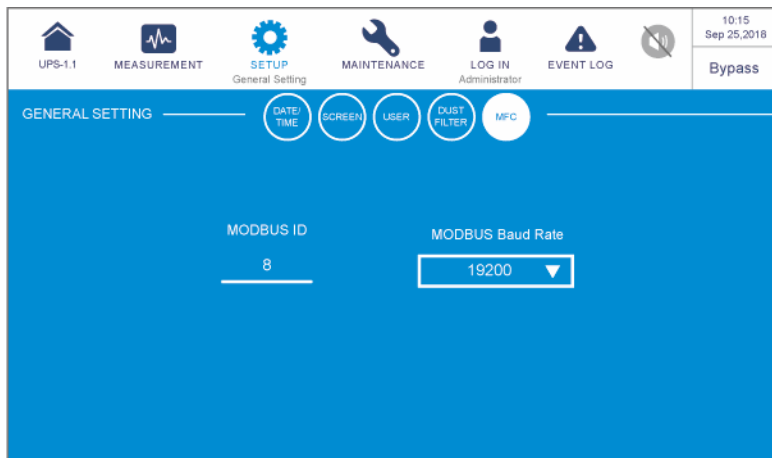 10:15
Sep 25,2018
UPS-1.1
MEASUREMENT
SETUP
General Setting
MAINTENANCE
LOG IN
Administrator
EVENT LOG
Bypass
GENERAL SETTING
DATE/
TIME
SCREEN
USER
DUST
FILTER
MFC
MODBUS ID
MODBUS Baud Rate
8
19200